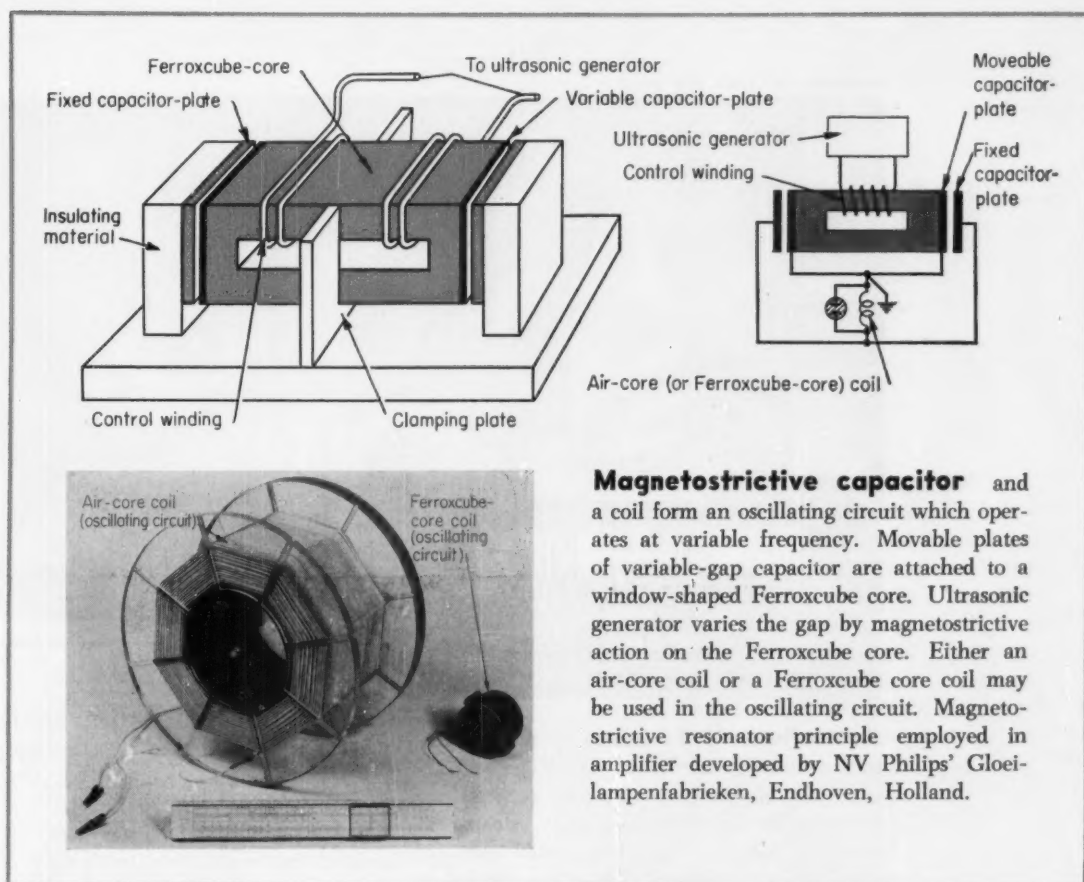 Ferroxcube-core
To ultrasonic generator
Fixed capacitor-plate
Variable capacitor-plate
Insulating
material
Control winding
Clamping plate
Moveable
capacitor-
plate
Ultrasonic generator
Control winding
Fixed
capacitor-
plate
Air-core (or Ferroxcube-core) coil
Air-core coil
(oscillating circuit)
Ferroxcube-
core coil
(oscillating
circuit)
Magnetostrictive capacitor and
a coil form an oscillating circuit which oper-
ates at variable frequency. Movable plates
of variable-gap capacitor are attached to a
window-shaped Ferroxcube core. Ultrasonic
generator varies the gap by magnetostrictive
action on the Ferroxcube core. Either an
air-core coil or a Ferroxcube core coil may
be used in the oscillating circuit. Magneto-
strictive resonator principle employed in
amplifier developed by NV Philips' Gloei-
lampenfabrieken, Endhoven, Holland.